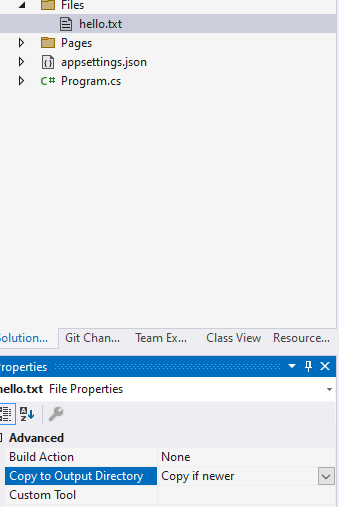 Files
hello.txt
Pages
appsettings.json
C# Program.cs
Solution... Git Chan... Team Ex... Class View Resource...
Properties
hello.txt File Properties
Advanced
Build Action None
Copy to Output Directory Copy if newer
Custom Tool